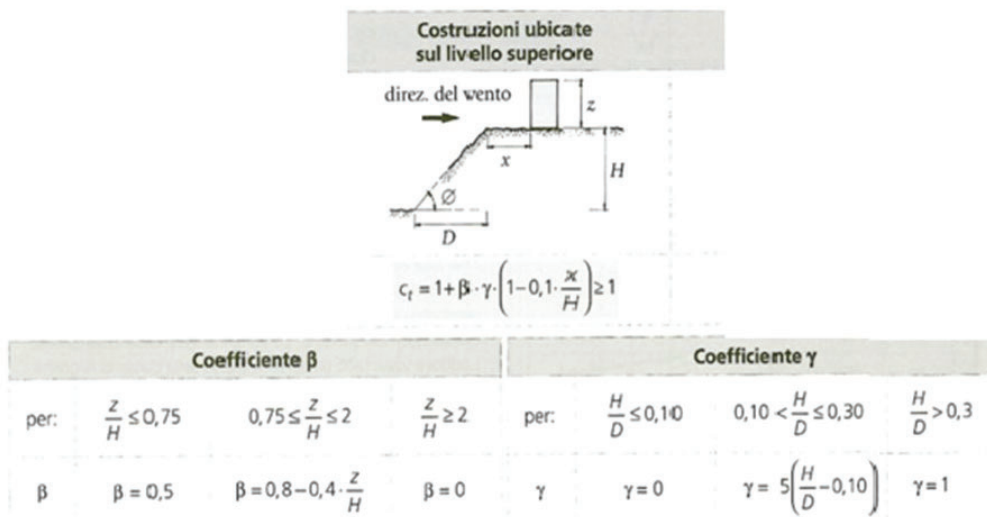 Costruzioni ubicate
sul livello superiore
direz. del wento
z
x
H
Ø
D
c_t = 1 + β · γ · (1 − 0,1 · x/H) ≥ 1
Coefficiente β
Coefficiente γ
per: z/H ≤ 0,75 0,75 ≤ z/H ≤ 2 z/H ≥ 2 per: H/D ≤ 0,10 0,10 < H/D ≤ 0,30 H/D > 0,3
β β = 0,5 β = 0,8 − 0,4 · z/H β = 0 γ γ = 0 γ = 5(H/D − 0,10) γ = 1